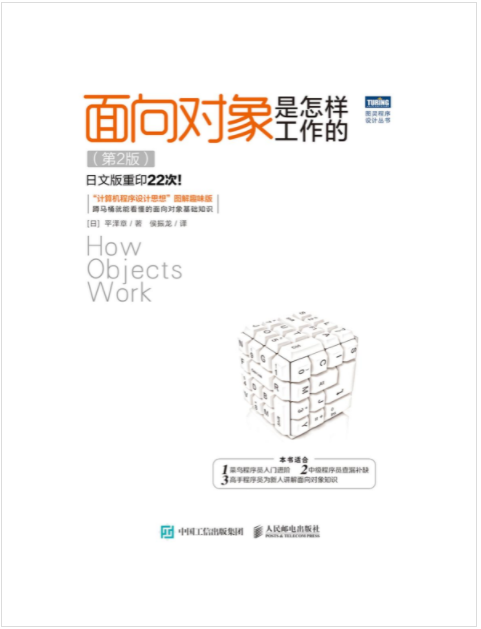 面向对象是怎样工作的
TURING
图灵程序设计丛书
（第2版）
日文版重印22次！
“计算机程序设计思想”图解趣味版
蹲马桶就能看懂的面向对象基础知识
［日］平泽章 / 著 侯振龙 / 译
How
Objects
Work
本书适合
1 菜鸟程序员入门进阶 2 中级程序员查漏补缺
3 高手程序员为新人讲解面向对象知识
中国工信出版集团 人民邮电出版社
POSTS & TELECOM PRESS